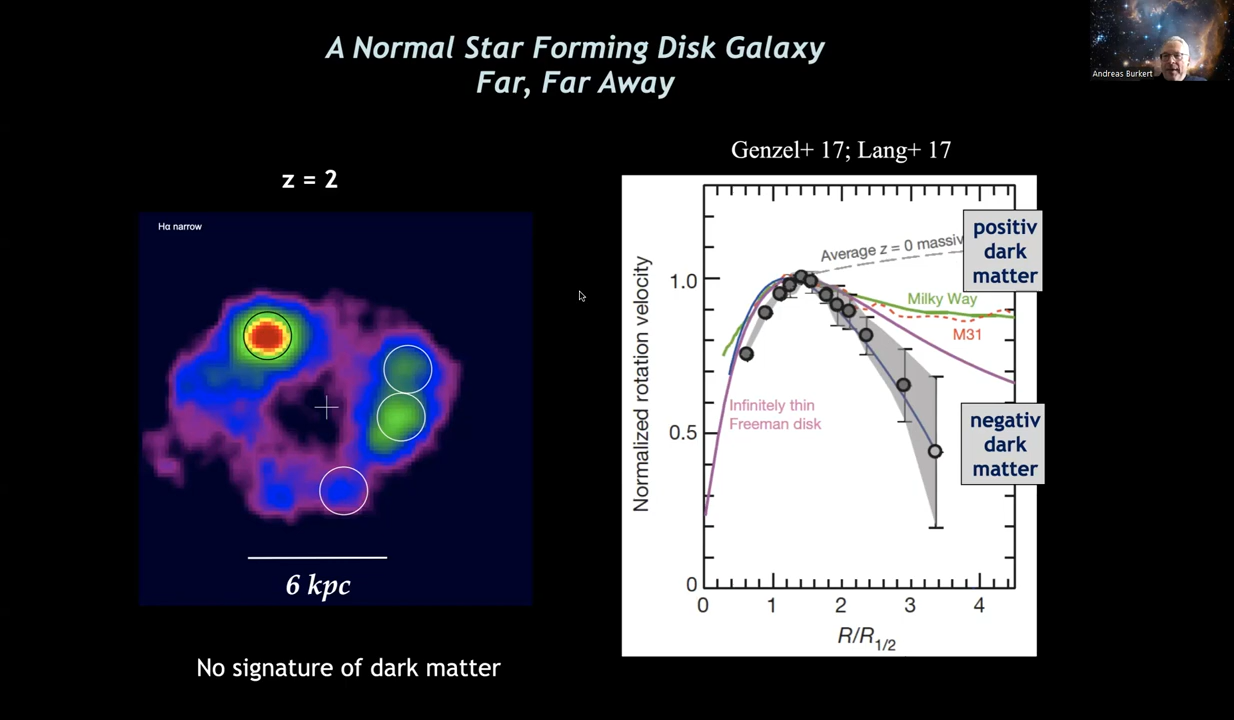 A Normal Star Forming Disk Galaxy
Far, Far Away
Andreas Burkert
Genzel+ 17; Lang+ 17
z = 2
Hα narrow
6 kpc
No signature of dark matter
Normalized rotation velocity
1.0
0.5
0
0
1
2
3
4
R/R1/2
Average z = 0 massiv
positiv
dark
matter
Milky Way
M31
Infinitely thin
Freeman disk
negativ
dark
matter